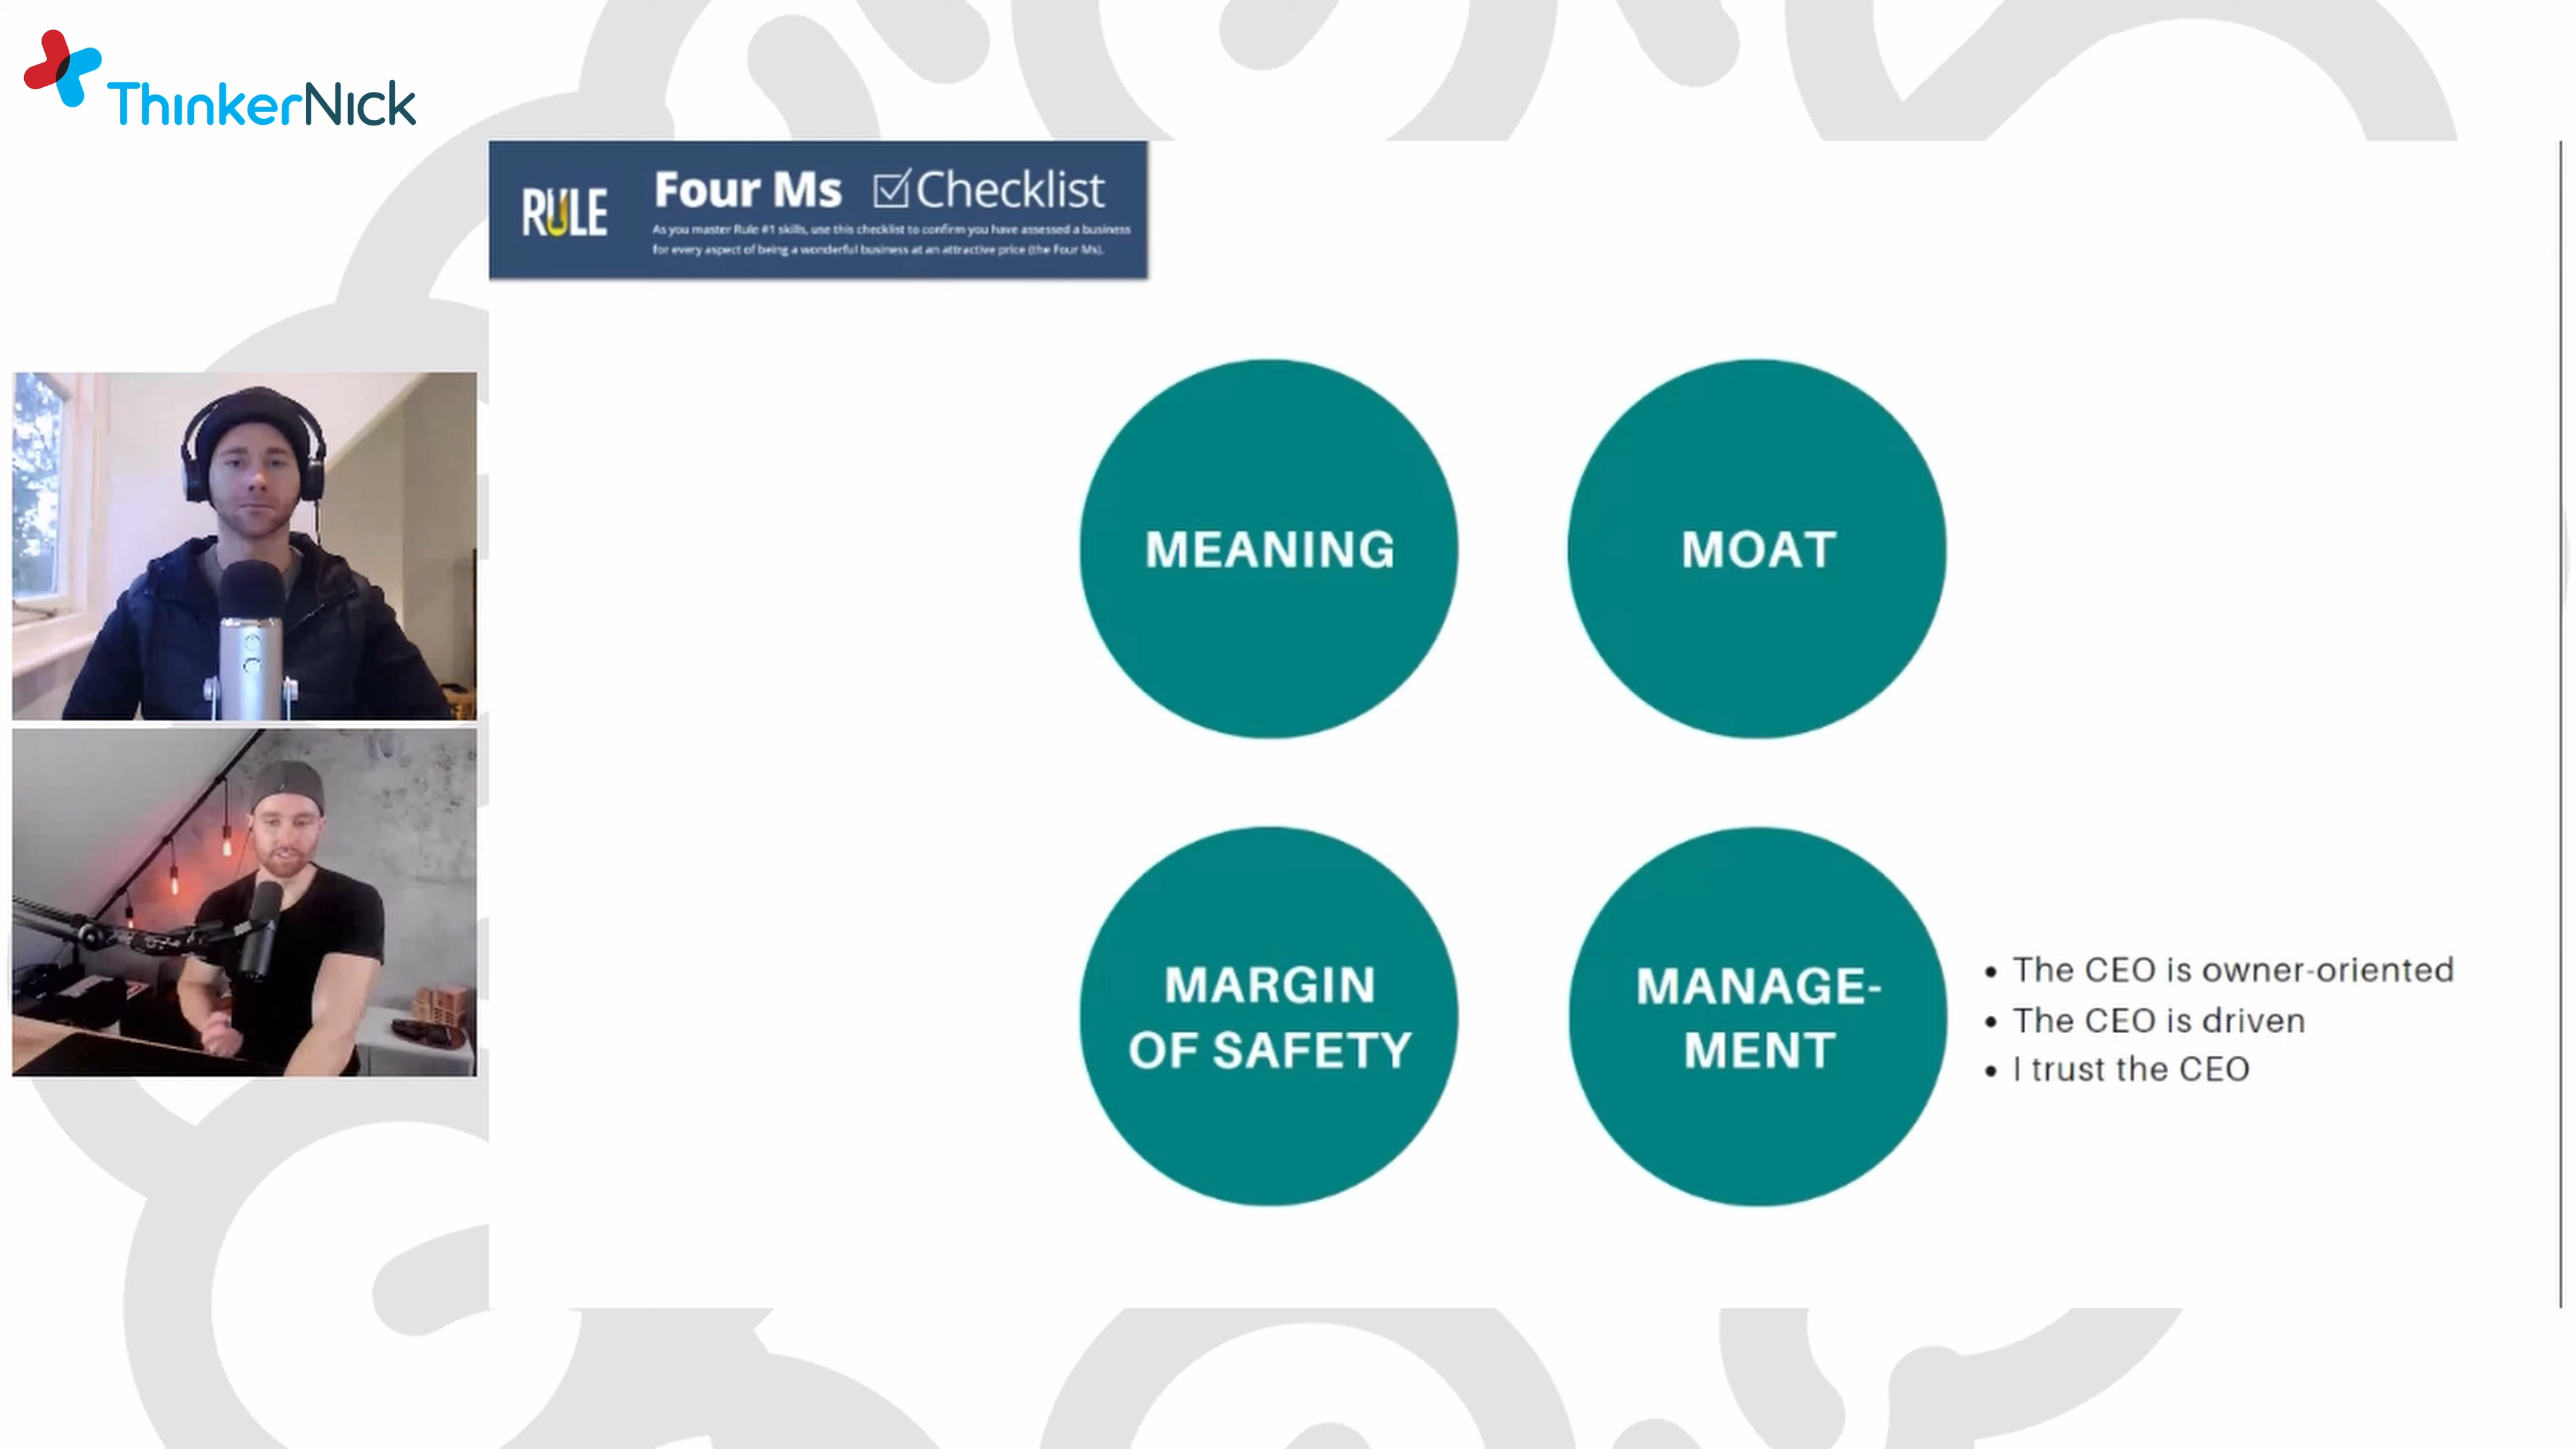 ThinkerNick
RULE
Four Ms Checklist
As you master Rule #1 skills, use this checklist to confirm you have assessed a business
for every aspect of being a wonderful business at an attractive price (the Four Ms).
MEANING
MOAT
MARGIN
OF SAFETY
MANAGE-
MENT
• The CEO is owner-oriented
• The CEO is driven
• I trust the CEO